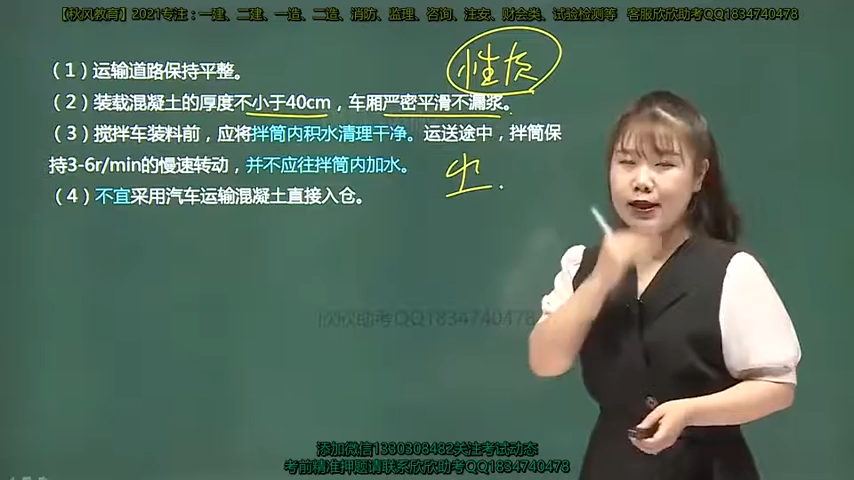 【秋风教育】2021专注：一建、二建、一造、二造、消防、监理、咨询、注安、财会类、试验检测等 客服欣欣助考QQ1834740478
性质
（1）运输道路保持平整。
（2）装载混凝土的厚度不小于40cm，车厢严密平滑不漏浆。
（3）搅拌车装料前，应将拌筒内积水清理干净。运送途中，拌筒保
持3-6r/min的慢速转动，并不应往拌筒内加水。
（4）不宜采用汽车运输混凝土直接入仓。
欣欣助考QQ1834740478
添加微信1330308482关注考试动态
考前精准押题请联系欣欣助考QQ1834740478